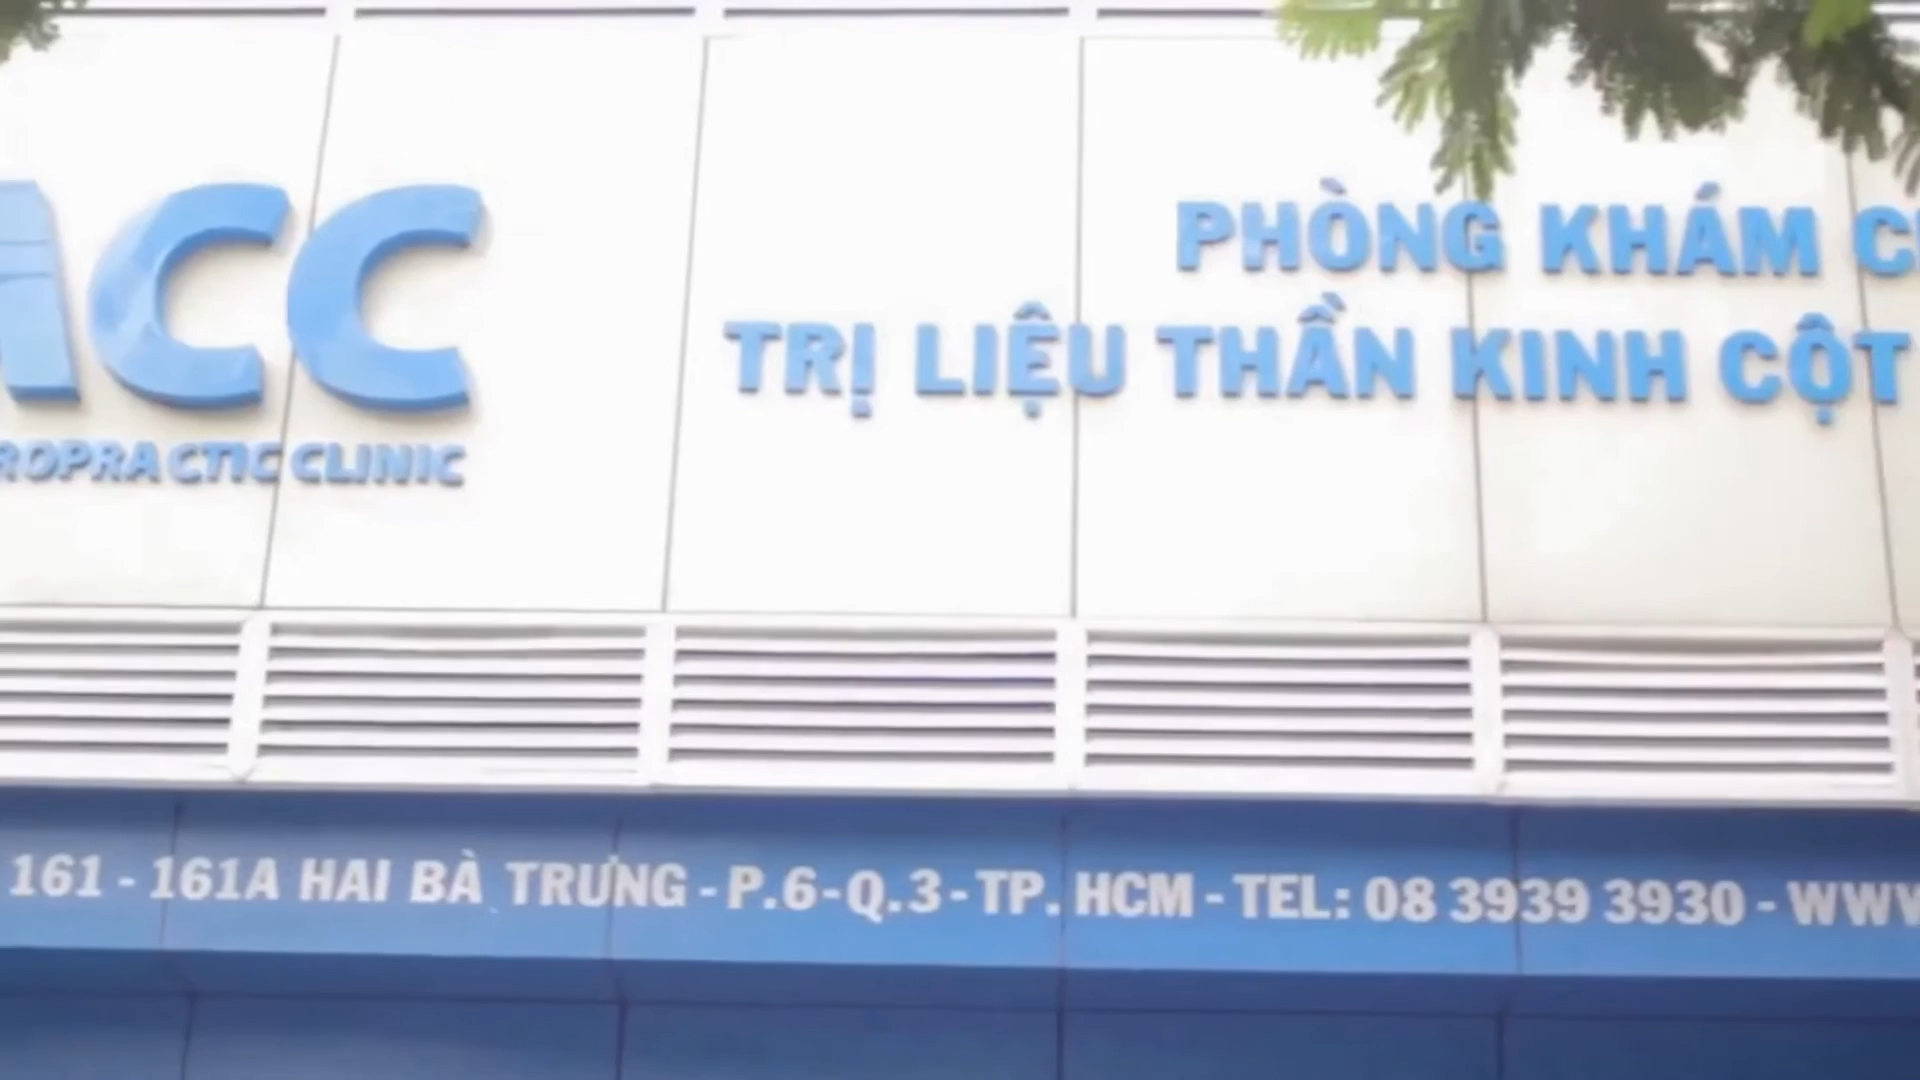 ACC
ROPRACTIC CLINIC
PHÒNG KHÁM
TRỊ LIỆU THẦN KINH CỘT
161 - 161A HAI BÀ TRƯNG - P.6 - Q.3 - TP. HCM - TEL: 08 3939 3930 - WWW